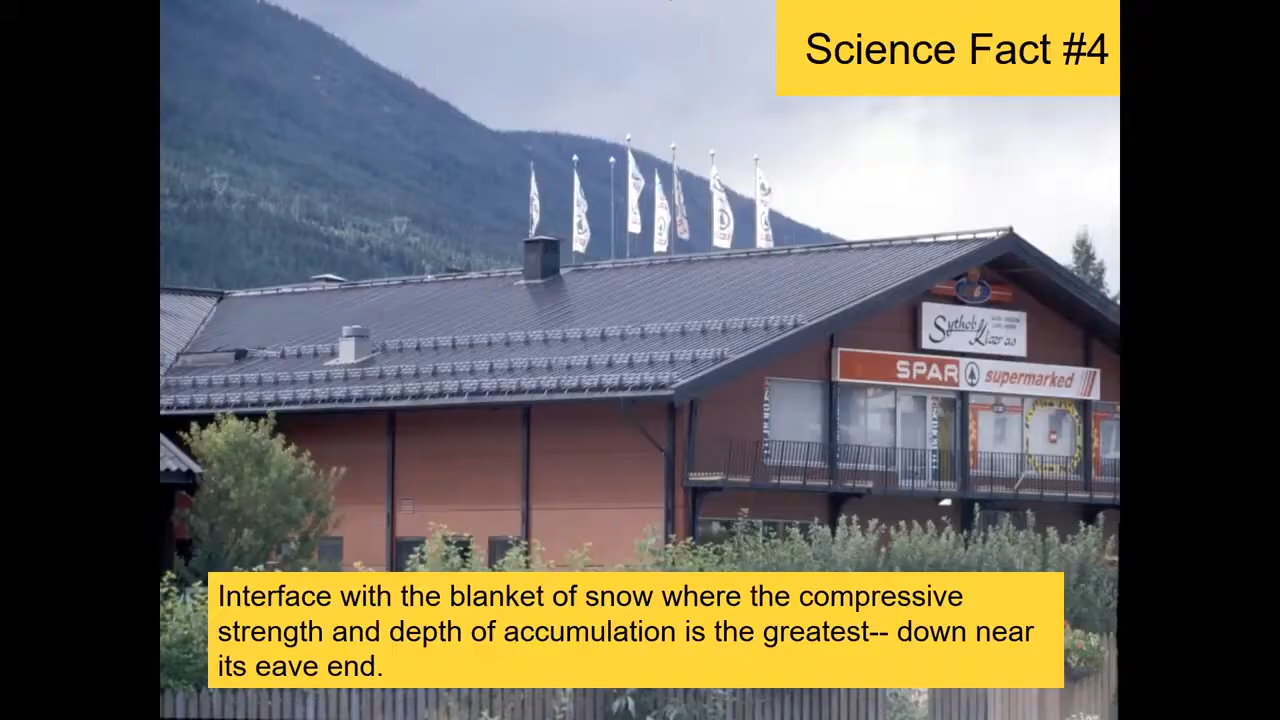 Science Fact #4
SPAR supermarked
Interface with the blanket of snow where the compressive
strength and depth of accumulation is the greatest-- down near
its eave end.